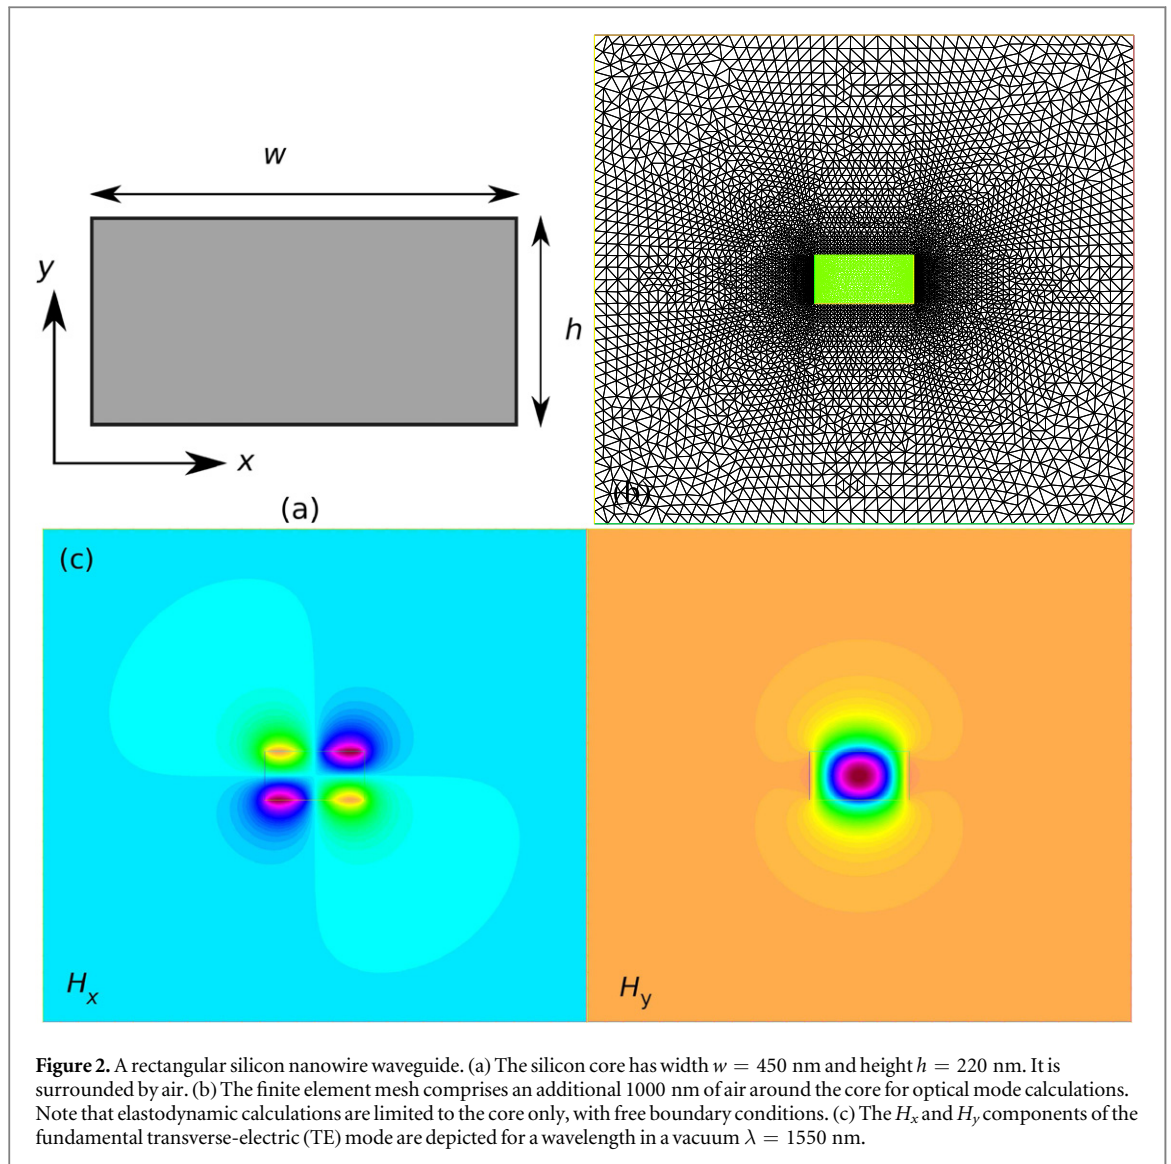 w
y
h
x
(a)
(b)
(c)
Hx
Hy
Figure 2. A rectangular silicon nanowire waveguide. (a) The silicon core has width w = 450 nm and height h = 220 nm. It is
surrounded by air. (b) The finite element mesh comprises an additional 1000 nm of air around the core for optical mode calculations.
Note that elastodynamic calculations are limited to the core only, with free boundary conditions. (c) The Hx and Hy components of the
fundamental transverse-electric (TE) mode are depicted for a wavelength in a vacuum λ = 1550 nm.